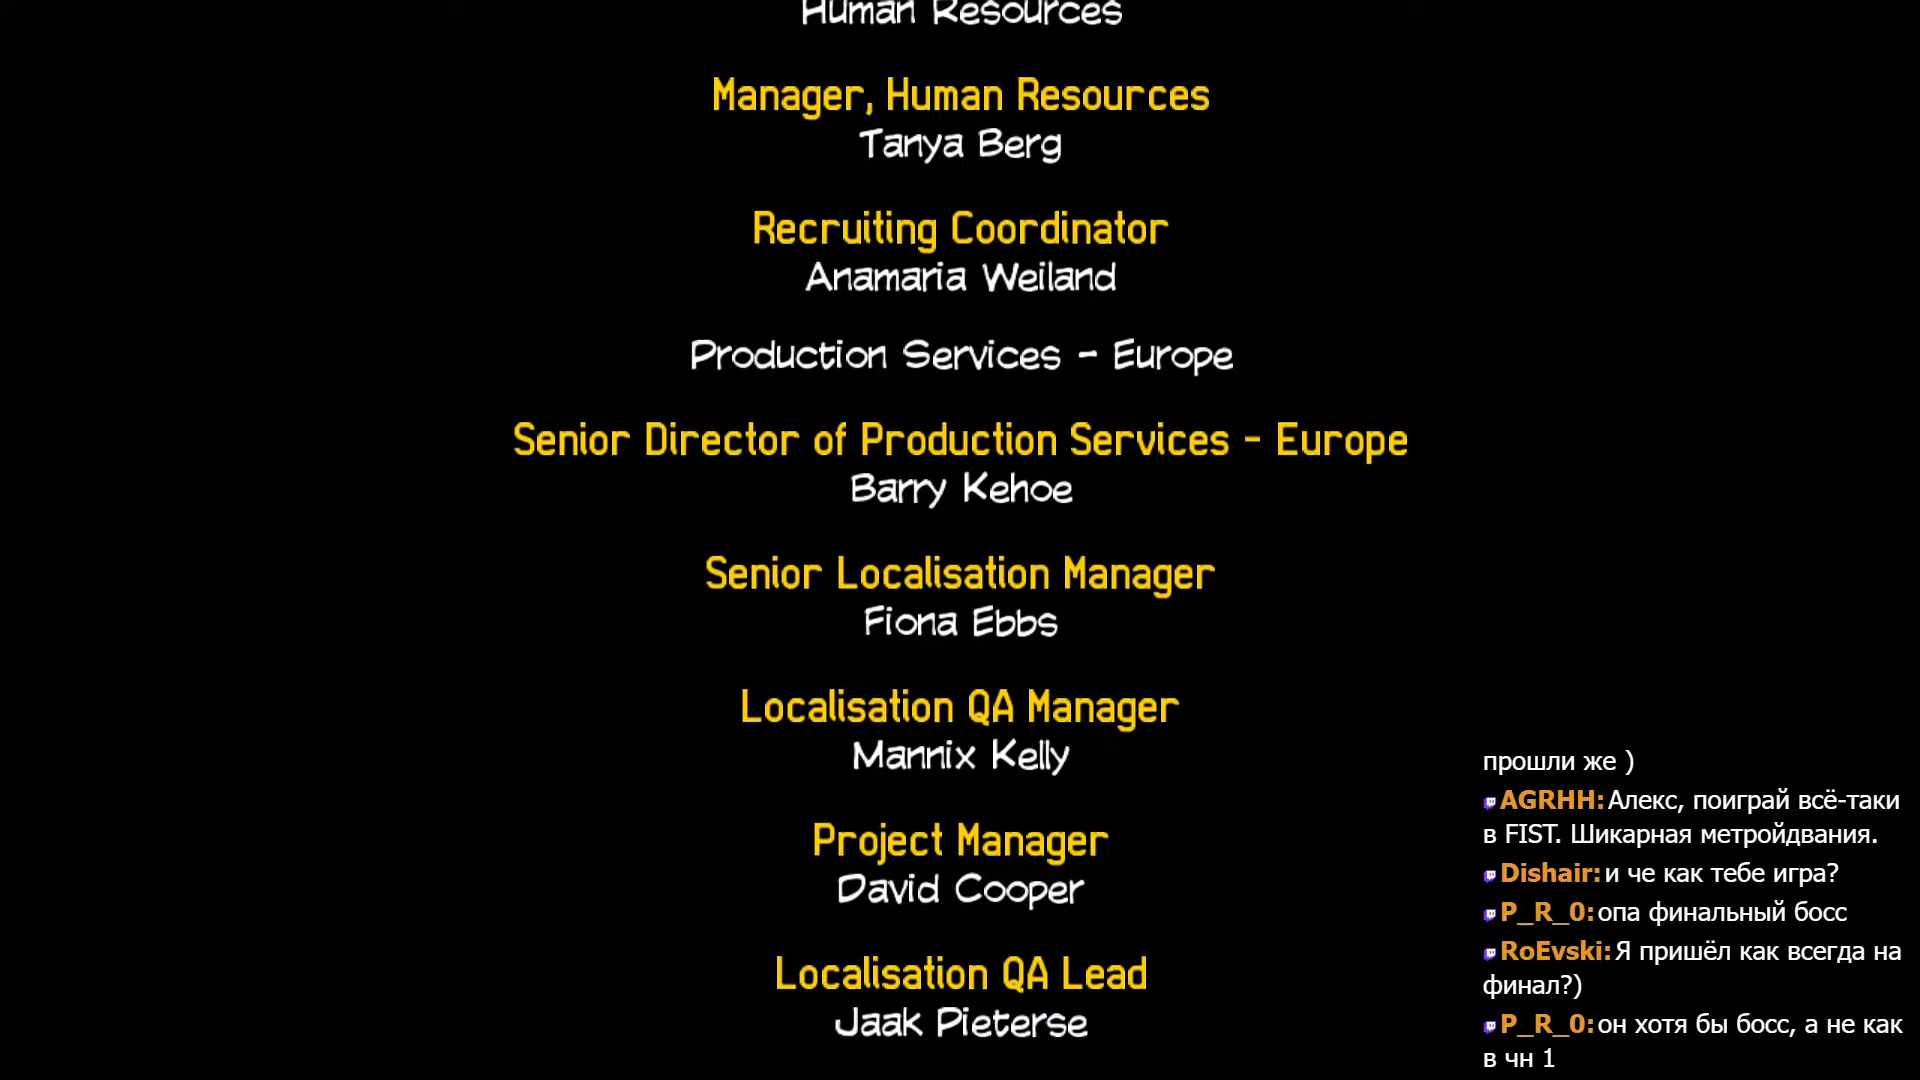 Human Resources
Manager, Human Resources
Tanya Berg
Recruiting Coordinator
Anamaria Weiland
Production Services - Europe
Senior Director of Production Services - Europe
Barry Kehoe
Senior Localisation Manager
Fiona Ebbs
Localisation QA Manager
Mannix Kelly
Project Manager
David Cooper
Localisation QA Lead
Jaak Pieterse
прошли же )
AGRHH: Алекс, поиграй всё-таки
в FIST. Шикарная метройдвания.
Dishair: и че как тебе игра?
P_R_0: опа финальный босс
RoEvski: Я пришёл как всегда на
финал?)
P_R_0: он хотя бы босс, а не как
в чн 1